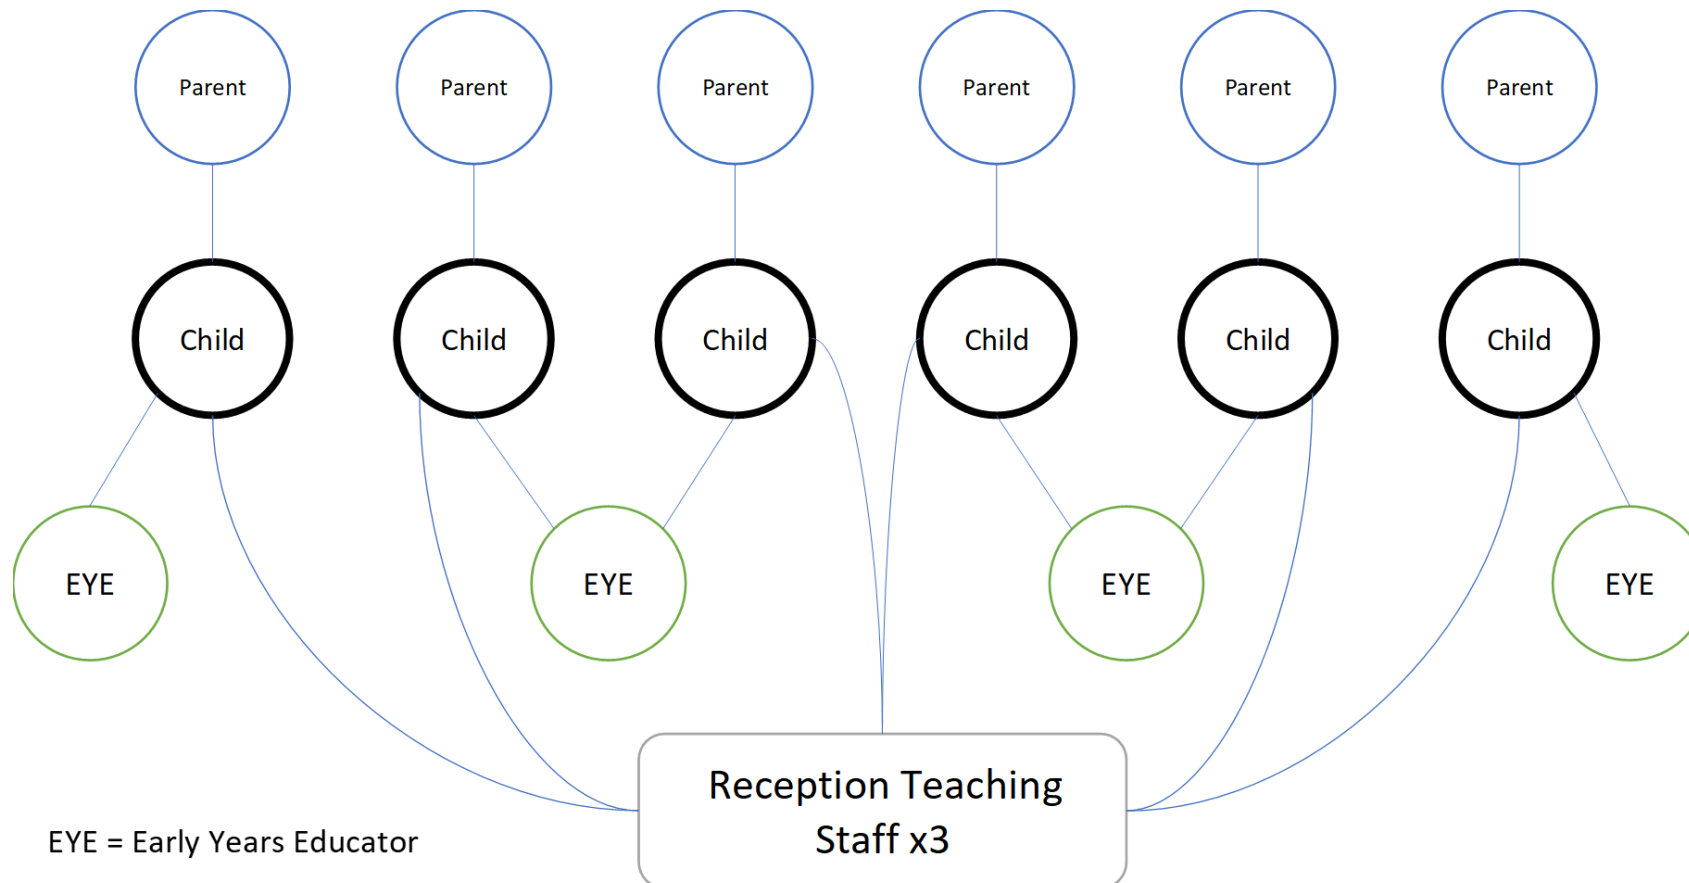 Parent
Parent
Parent
Parent
Parent
Parent
Child
Child
Child
Child
Child
Child
EYE
EYE
EYE
EYE
Reception Teaching
Staff x3
EYE = Early Years Educator